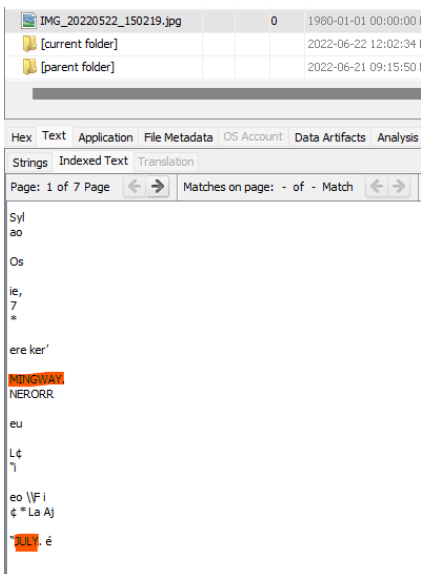 IMG_20220522_150219.jpg 0 1980-01-01 00:00:00
[current folder] 2022-06-22 12:02:34
[parent folder] 2022-06-21 09:15:50
Hex Text Application File Metadata OS Account Data Artifacts Analysis
Strings Indexed Text Translation
Page: 1 of 7 Page Matches on page: - of - Match
Syl
ao
Os
ie,
7
*
ere ker’
MINGWAY.
NERORR
eu
L¢
“i
eo \\F i
¢ * La Aj
“JULY. é